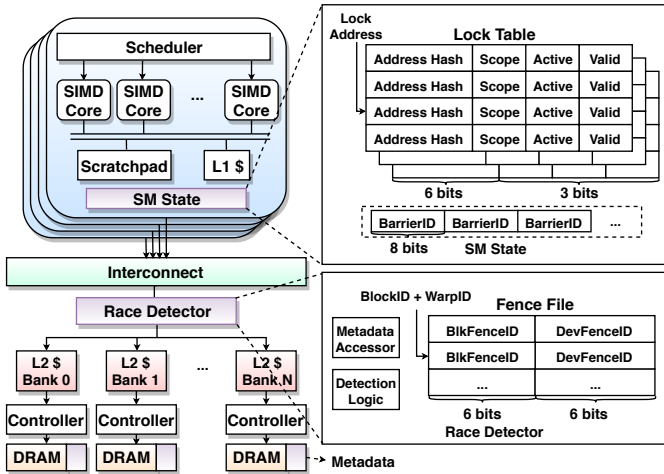 Scheduler
SIMD Core
SIMD Core
...
SIMD Core
Scratchpad
L1 $
SM State
Interconnect
Race Detector
L2 $ Bank 0
L2 $ Bank 1
...
L2 $ Bank N
Controller
Controller
Controller
DRAM
DRAM
DRAM
Metadata
Lock Address
Lock Table
Address Hash Scope Active Valid
Address Hash Scope Active Valid
Address Hash Scope Active Valid
Address Hash Scope Active Valid
6 bits 3 bits
BarrierID BarrierID BarrierID ...
8 bits SM State
BlockID + WarpID
Fence File
Metadata Accessor
Detection Logic
BlkFenceID DevFenceID
BlkFenceID DevFenceID
... ...
6 bits 6 bits
Race Detector